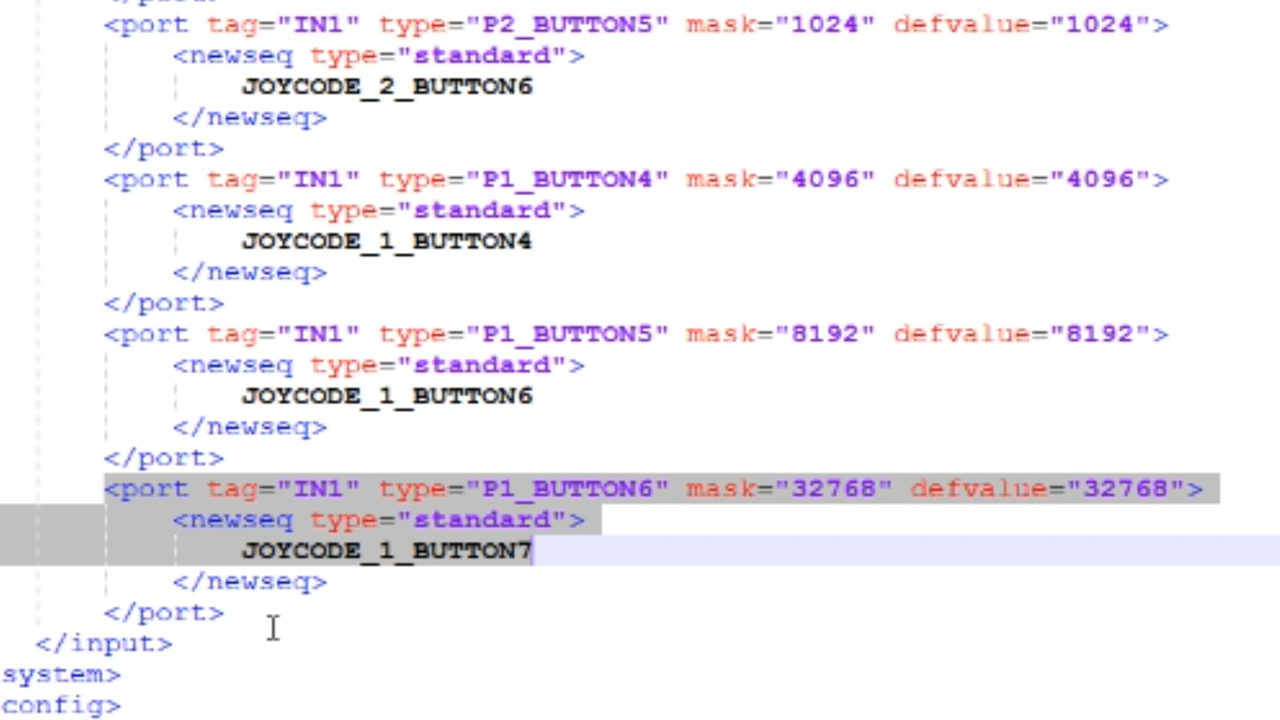 <port tag="IN1" type="P2_BUTTON5" mask="1024" defvalue="1024">
<newseq type="standard">
JOYCODE_2_BUTTON6
</newseq>
</port>
<port tag="IN1" type="P1_BUTTON4" mask="4096" defvalue="4096">
<newseq type="standard">
JOYCODE_1_BUTTON4
</newseq>
</port>
<port tag="IN1" type="P1_BUTTON5" mask="8192" defvalue="8192">
<newseq type="standard">
JOYCODE_1_BUTTON6
</newseq>
</port>
<port tag="IN1" type="P1_BUTTON6" mask="32768" defvalue="32768">
<newseq type="standard">
JOYCODE_1_BUTTON7
</newseq>
</port>
</input>
system>
config>